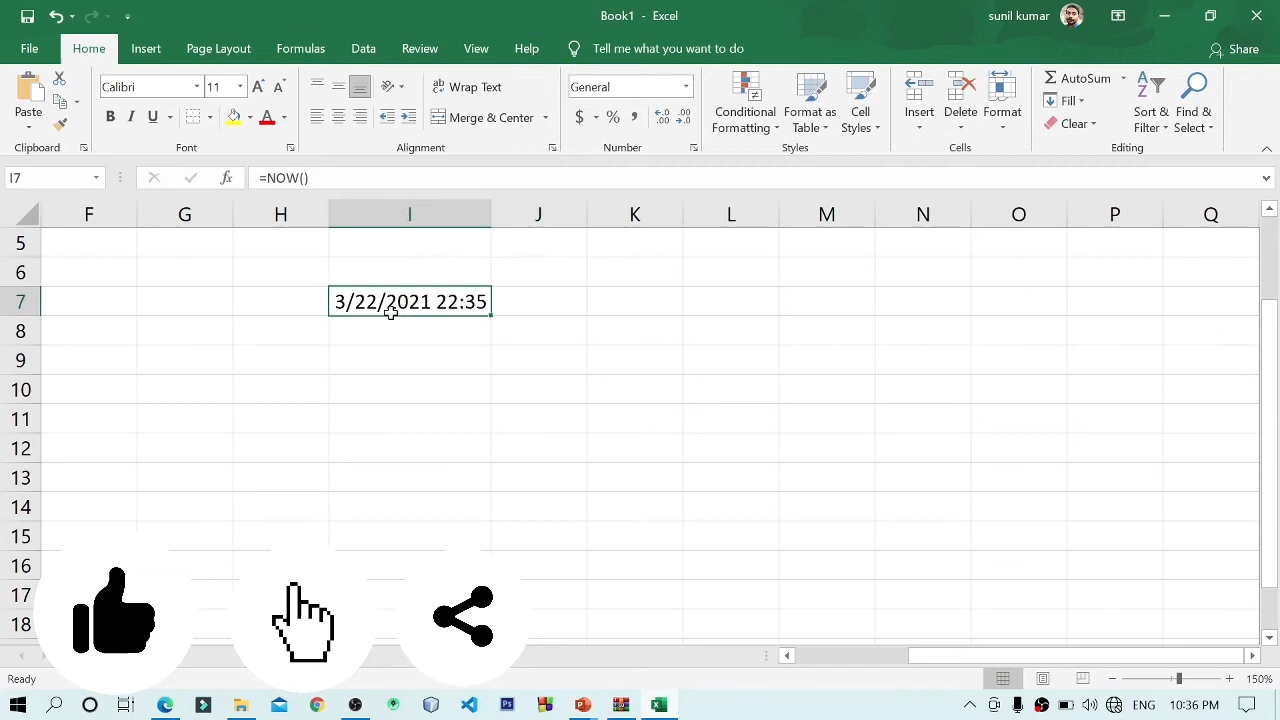 Book1 - Excel
sunil kumar
File Home Insert Page Layout Formulas Data Review View Help Tell me what you want to do Share
Paste
Calibri 11
Wrap Text
General
Conditional Formatting
Format as Table
Cell Styles
Insert
Delete
Format
AutoSum
Fill
Clear
Sort & Filter
Find & Select
B I U A
Merge & Center
$ % ,
Clipboard Font Alignment Number Styles Cells Editing
I7 fx =NOW()
F G H I J K L M N O P Q
5
6
7 3/22/2021 22:35
8
9
10
11
12
13
14
15
16
17
18
Ready
150%
ENG 10:36 PM